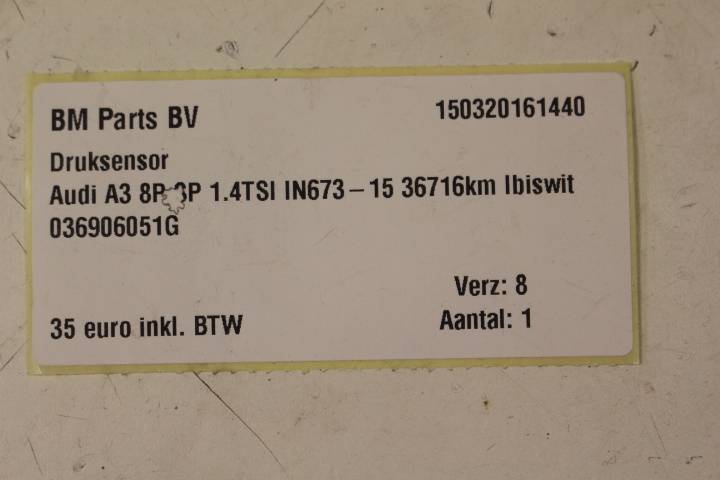 BM Parts BV 150320161440
Druksensor
Audi A3 8P 1.4TSI IN673-15 36716km Ibiswit
036906051G
Verz: 8
35 euro inkl. BTW Aantal: 1